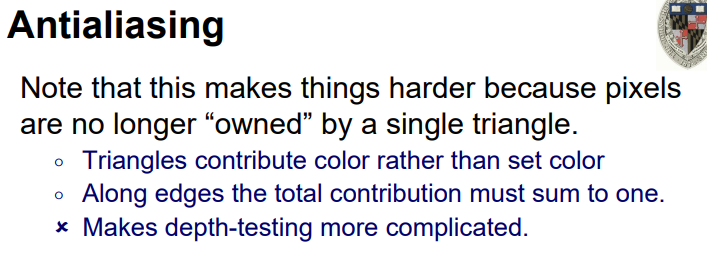 Antialiasing
Note that this makes things harder because pixels
are no longer “owned” by a single triangle.
Triangles contribute color rather than set color
Along edges the total contribution must sum to one.
Makes depth-testing more complicated.